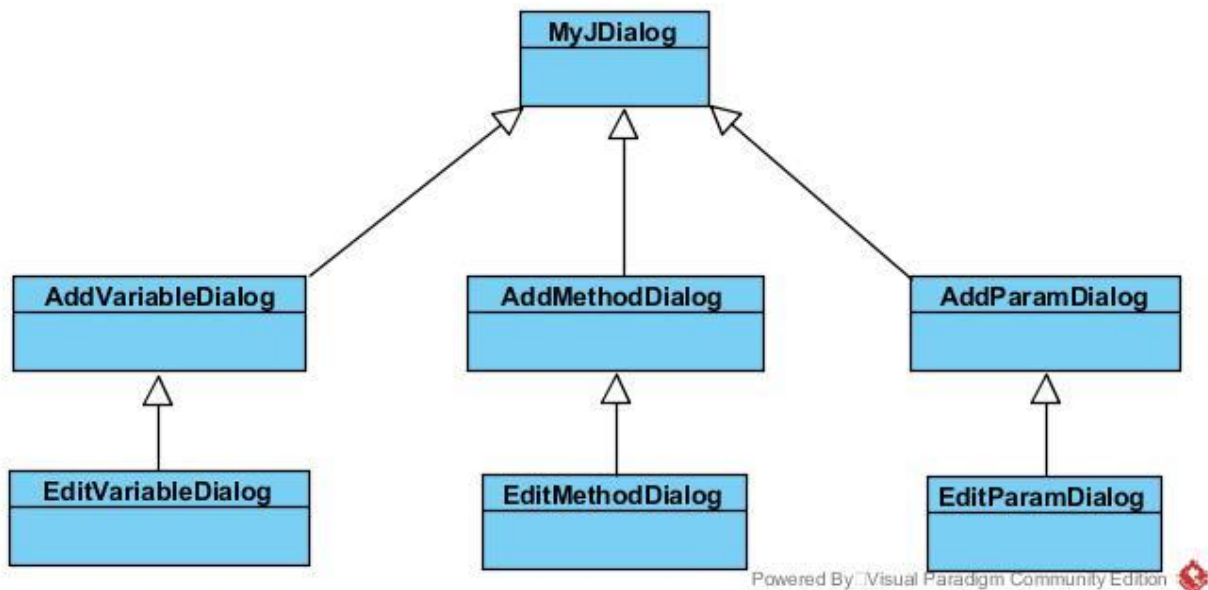 MyJDialog
AddVariableDialog
AddMethodDialog
AddParamDialog
EditVariableDialog
EditMethodDialog
EditParamDialog
Powered By Visual Paradigm Community Edition